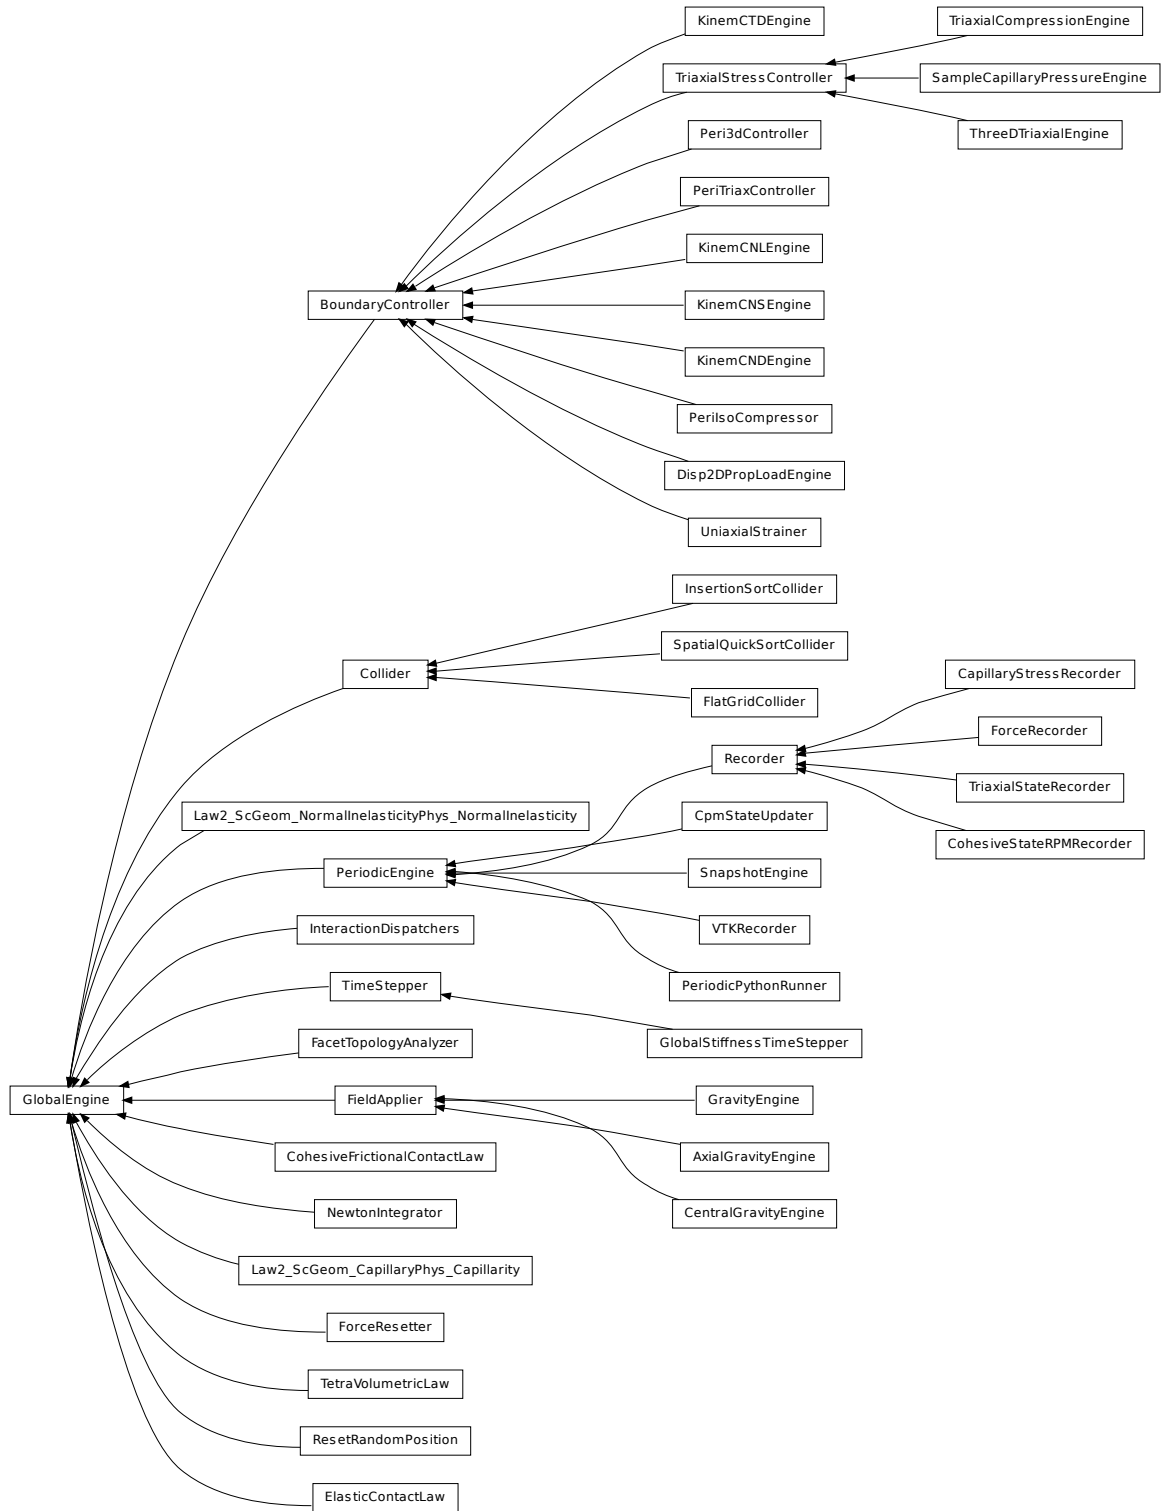 KinemCTDEngine
TriaxialCompressionEngine
TriaxialStressController
SampleCapillaryPressureEngine
Peri3dController
ThreeDTriaxialEngine
PeriTriaxController
KinemCNLEngine
BoundaryController
KinemCNSEngine
KinemCNDEngine
PeriIsoCompressor
Disp2DPropLoadEngine
UniaxialStrainer
InsertionSortCollider
SpatialQuickSortCollider
Collider
CapillaryStressRecorder
FlatGridCollider
ForceRecorder
Recorder
TriaxialStateRecorder
Law2_ScGeom_NormalInelasticityPhys_NormalInelasticity
CpmStateUpdater
CohesiveStateRPMRecorder
PeriodicEngine
SnapshotEngine
InteractionDispatchers
VTKRecorder
TimeStepper
PeriodicPythonRunner
FacetTopologyAnalyzer
GlobalStiffnessTimeStepper
GlobalEngine
FieldApplier
GravityEngine
CohesiveFrictionalContactLaw
AxialGravityEngine
NewtonIntegrator
CentralGravityEngine
Law2_ScGeom_CapillaryPhys_Capillarity
ForceResetter
TetraVolumetricLaw
ResetRandomPosition
ElasticContactLaw